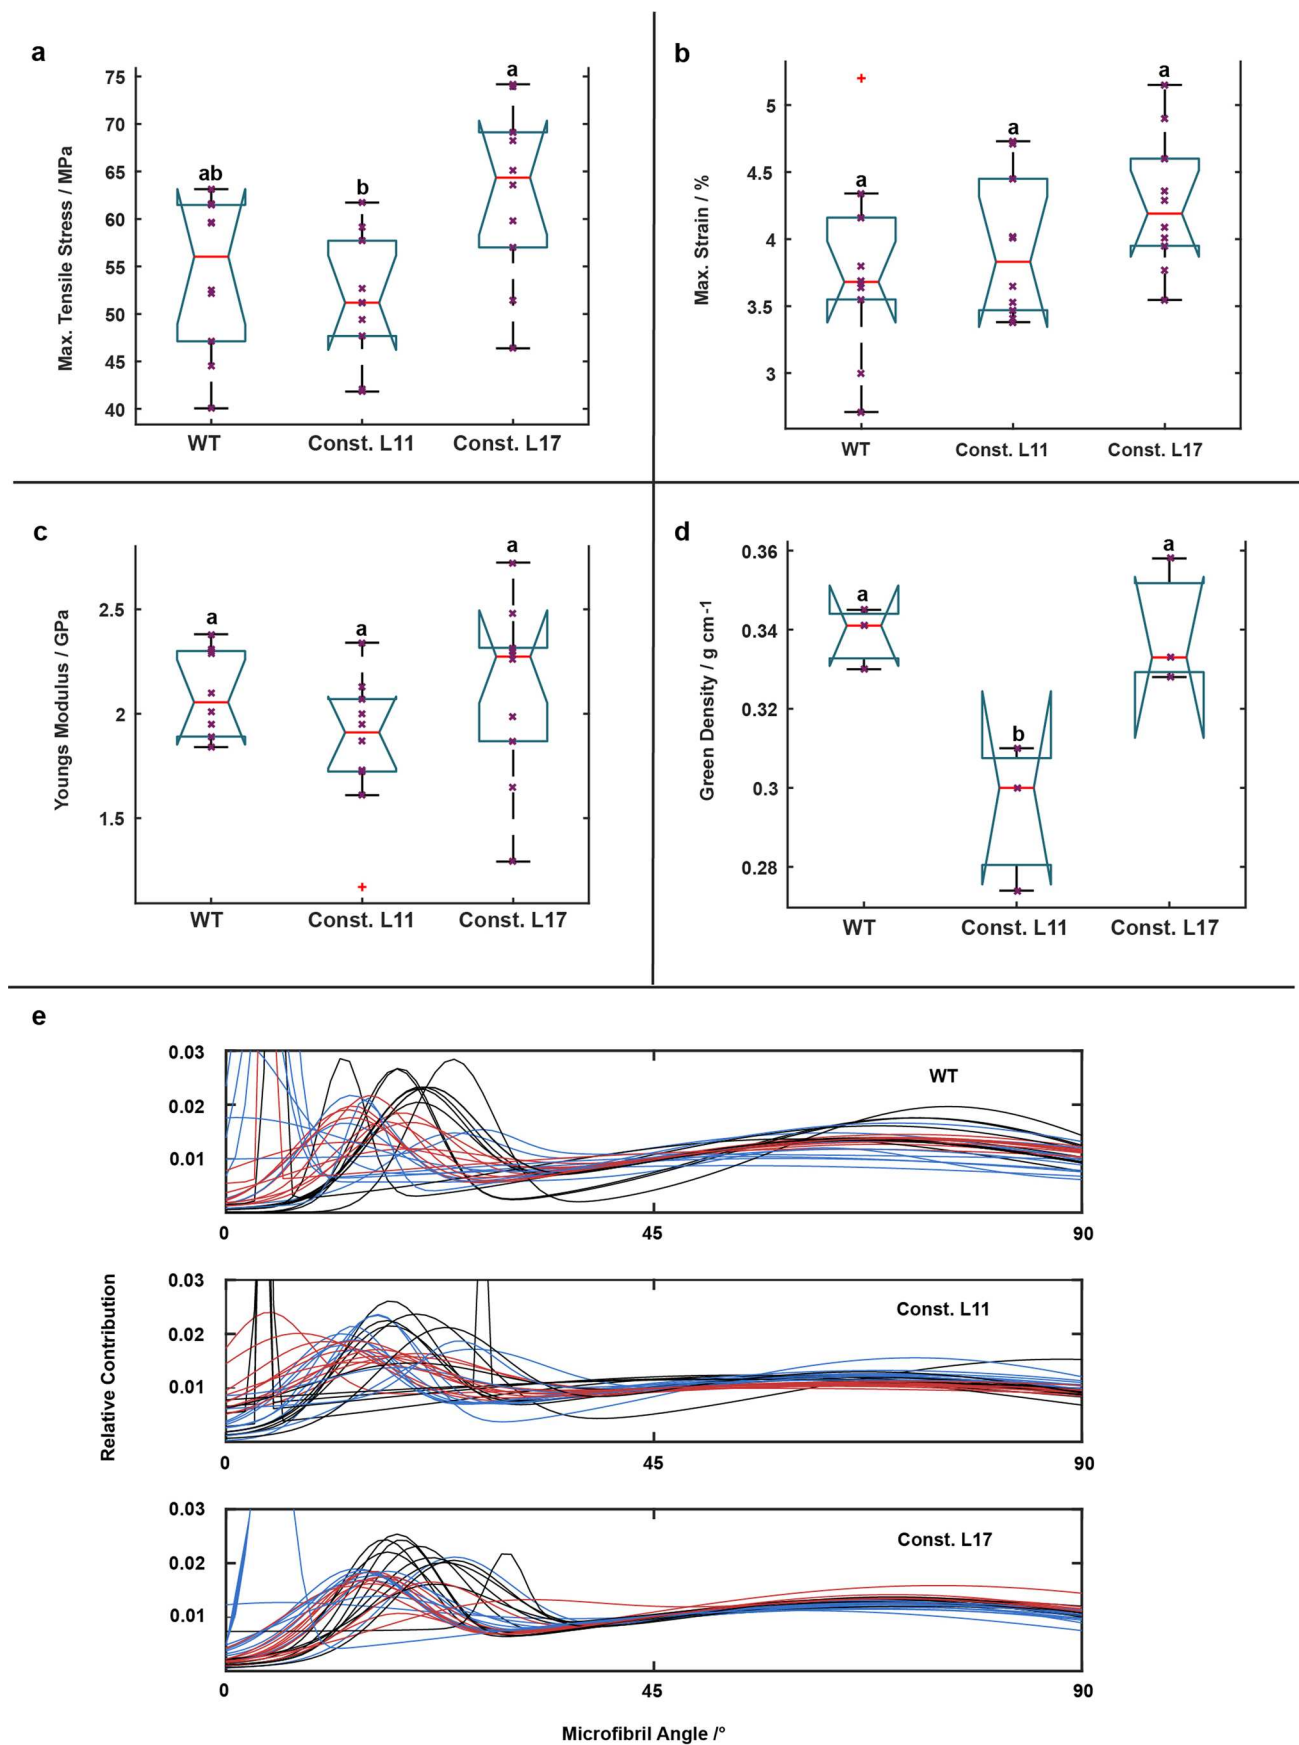 a
75
70
65
60
55
50
45
40
Max. Tensile Stress / MPa
ab
b
a
WT
Const. L11
Const. L17
b
5
4.5
4
3.5
3
Max. Strain / %
a
a
a
WT
Const. L11
Const. L17
c
2.5
2
1.5
Youngs Modulus / GPa
a
a
a
WT
Const. L11
Const. L17
d
0.36
0.34
0.32
0.3
0.28
Green Density / g cm-1
a
b
a
WT
Const. L11
Const. L17
e
Relative Contribution
0.03
0.02
0.01
WT
0
45
90
0.03
0.02
0.01
Const. L11
0
45
90
0.03
0.02
0.01
Const. L17
0
45
90
Microfibril Angle /°